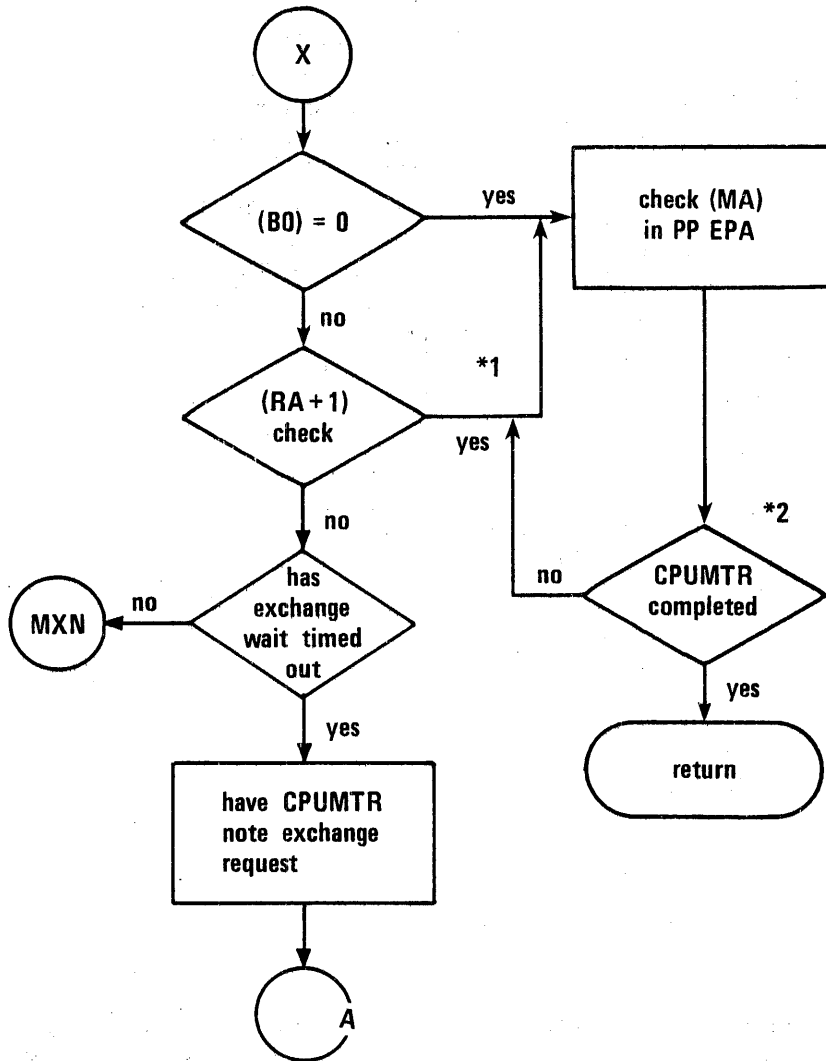 X
(B0) = 0
yes
no
check (MA)
in PP EPA
*1
(RA + 1)
check
yes
no
*2
has
exchange
wait timed
out
no
MXN
yes
CPUMTR
completed
no
yes
return
have CPUMTR
note exchange
request
A